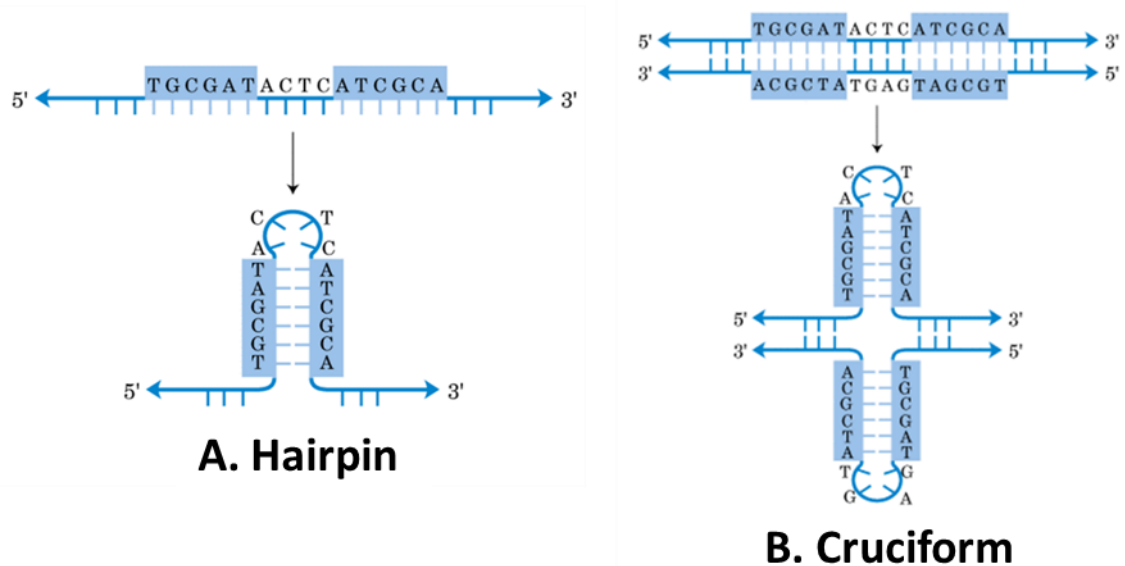 5' TGCGATACTCATCGCA 3'
C T
A C
T A
A T
G C
C G
G C
T A
5' 3'
A. Hairpin
5' TGCGATACTCATCGCA 3'
3' ACGCTATGAGTAGCGT 5'
C T
A C
T A
A T
G C
C G
G C
T A
5' 3'
3' 5'
A T
C G
G C
C G
T A
A T
T G
G A
B. Cruciform